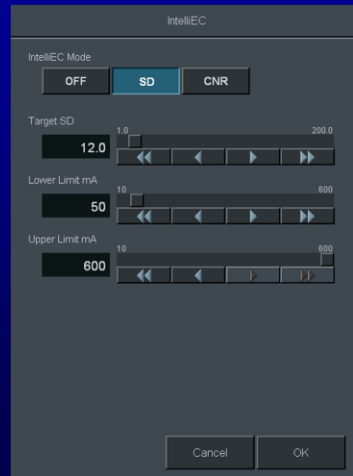 IntelliEC
IntelliEC Mode
OFF SD CNR
Target SD
1.0 200.0
12.0
Lower Limit mA
10 600
50
Upper Limit mA
10 600
600
Cancel OK